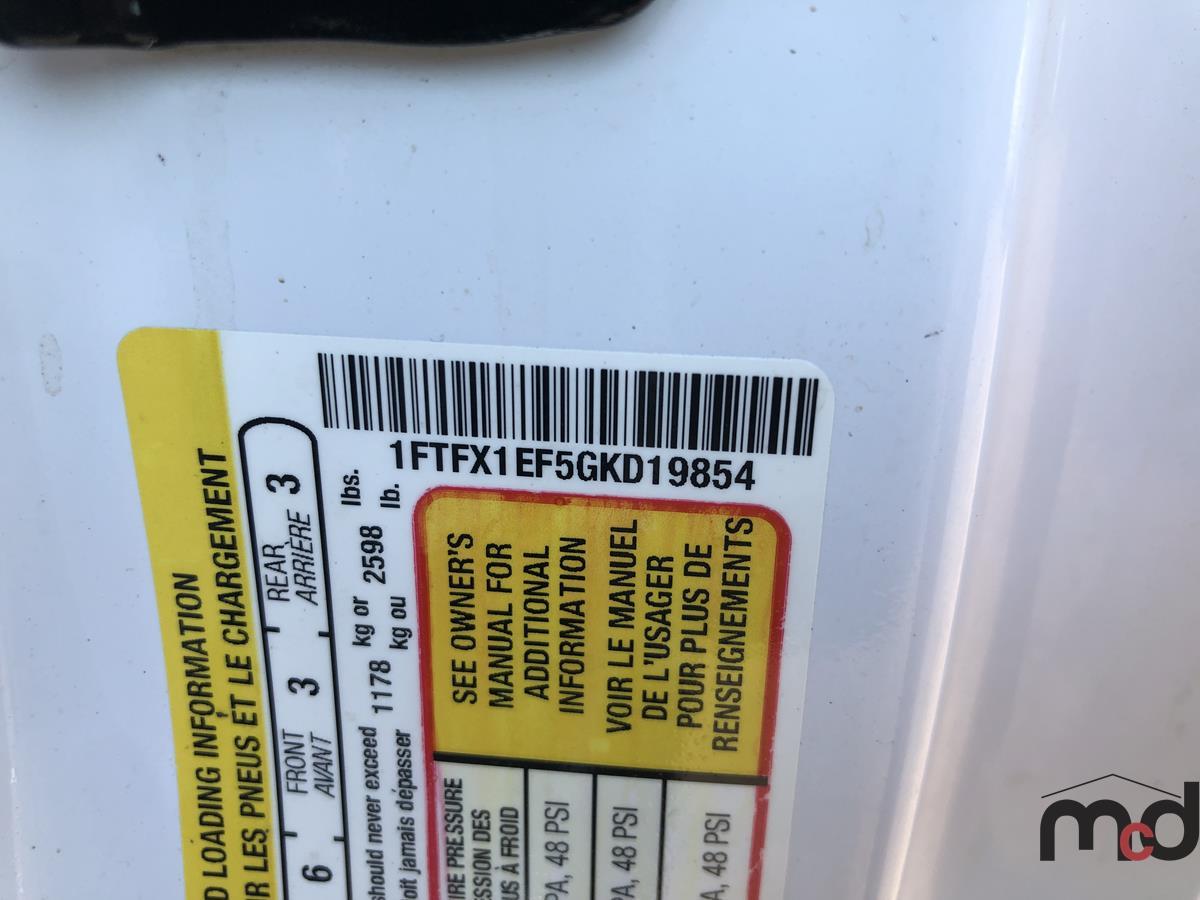 1FTFX1EF5GKD19854
D LOADING INFORMATION
R LES PNEUS ET LE CHARGEMENT
6 FRONT 3 REAR 3
AVANT ARRIÈRE
should never exceed 1178 kg or 2598 lbs.
oit jamais dépasser kg ou lb.
SEE OWNER'S
MANUAL FOR
ADDITIONAL
INFORMATION
VOIR LE MANUEL
DE L'USAGER
POUR PLUS DE
RENSEIGNEMENTS
IRE PRESSURE
ESSION DES
US À FROID
PA, 48 PSI
PA, 48 PSI
A, 48 PSI
mcd